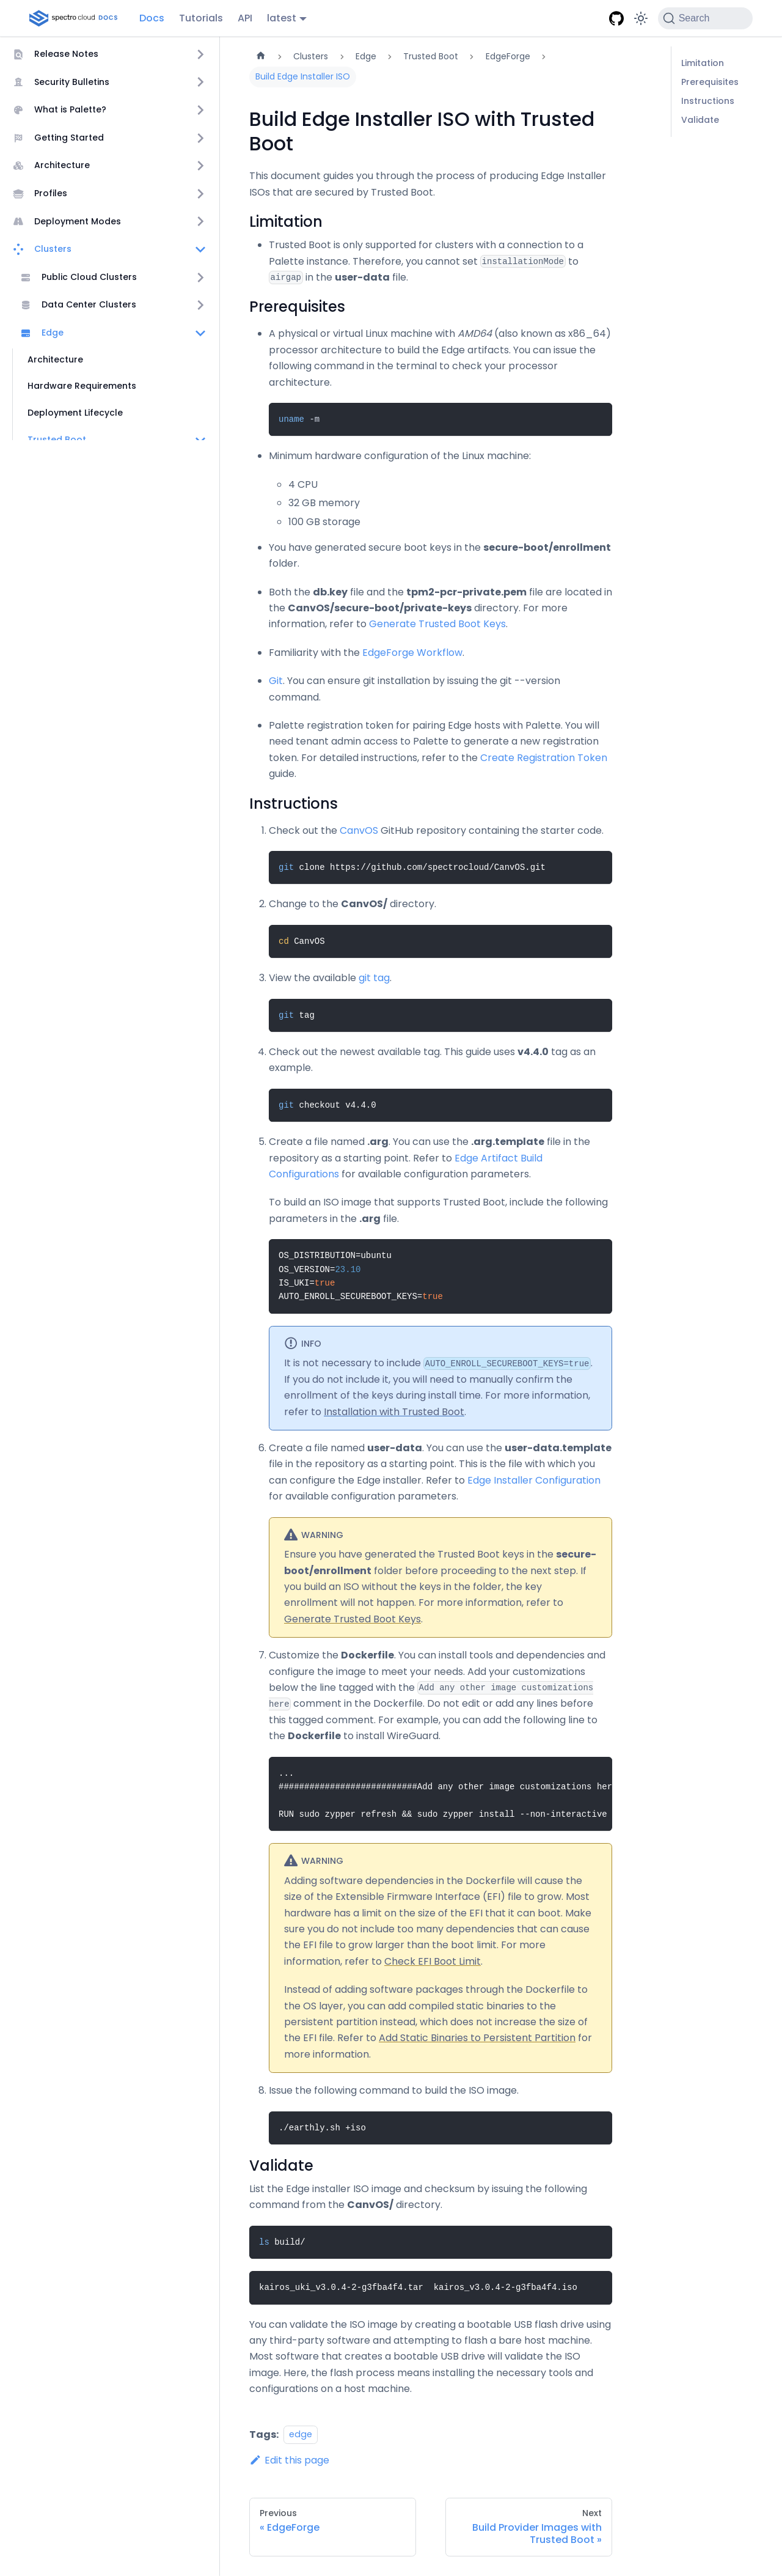 spectro cloud DOCS
Docs
Tutorials
API
latest
Search
Release Notes
Security Bulletins
What is Palette?
Getting Started
Architecture
Profiles
Deployment Modes
Clusters
Public Cloud Clusters
Data Center Clusters
Edge
Architecture
Hardware Requirements
Deployment Lifecycle
Trusted Boot
Clusters
Edge
Trusted Boot
EdgeForge
Build Edge Installer ISO
Limitation
Prerequisites
Instructions
Validate
Build Edge Installer ISO with Trusted
Boot
This document guides you through the process of producing Edge Installer
ISOs that are secured by Trusted Boot.
Limitation
• Trusted Boot is only supported for clusters with a connection to a
Palette instance. Therefore, you cannot set installationMode to
airgap in the user-data file.
Prerequisites
• A physical or virtual Linux machine with AMD64 (also known as x86_64)
processor architecture to build the Edge artifacts. You can issue the
following command in the terminal to check your processor
architecture.
uname -m
• Minimum hardware configuration of the Linux machine:
◦ 4 CPU
◦ 32 GB memory
◦ 100 GB storage
• You have generated secure boot keys in the secure-boot/enrollment
folder.
• Both the db.key file and the tpm2-pcr-private.pem file are located in
the CanvOS/secure-boot/private-keys directory. For more
information, refer to Generate Trusted Boot Keys.
• Familiarity with the EdgeForge Workflow.
• Git. You can ensure git installation by issuing the git --version
command.
• Palette registration token for pairing Edge hosts with Palette. You will
need tenant admin access to Palette to generate a new registration
token. For detailed instructions, refer to the Create Registration Token
guide.
Instructions
1. Check out the CanvOS GitHub repository containing the starter code.
git clone https://github.com/spectrocloud/CanvOS.git
2. Change to the CanvOS/ directory.
cd CanvOS
3. View the available git tag.
git tag
4. Check out the newest available tag. This guide uses v4.4.0 tag as an
example.
git checkout v4.4.0
5. Create a file named .arg. You can use the .arg.template file in the
repository as a starting point. Refer to Edge Artifact Build
Configurations for available configuration parameters.
To build an ISO image that supports Trusted Boot, include the following
parameters in the .arg file.
OS_DISTRIBUTION=ubuntu
OS_VERSION=23.10
IS_UKI=true
AUTO_ENROLL_SECUREBOOT_KEYS=true
INFO
It is not necessary to include AUTO_ENROLL_SECUREBOOT_KEYS=true.
If you do not include it, you will need to manually confirm the
enrollment of the keys during install time. For more information,
refer to Installation with Trusted Boot.
6. Create a file named user-data. You can use the user-data.template
file in the repository as a starting point. This is the file with which you
can configure the Edge installer. Refer to Edge Installer Configuration
for available configuration parameters.
WARNING
Ensure you have generated the Trusted Boot keys in the secure-
boot/enrollment folder before proceeding to the next step. If
you build an ISO without the keys in the folder, the key
enrollment will not happen. For more information, refer to
Generate Trusted Boot Keys.
7. Customize the Dockerfile. You can install tools and dependencies and
configure the image to meet your needs. Add your customizations
below the line tagged with the Add any other image customizations
here comment in the Dockerfile. Do not edit or add any lines before
this tagged comment. For example, you can add the following line to
the Dockerfile to install WireGuard.
...
###########################Add any other image customizations her
RUN sudo zypper refresh && sudo zypper install --non-interactive
WARNING
Adding software dependencies in the Dockerfile will cause the
size of the Extensible Firmware Interface (EFI) file to grow. Most
hardware has a limit on the size of the EFI that it can boot. Make
sure you do not include too many dependencies that can cause
the EFI file to grow larger than the boot limit. For more
information, refer to Check EFI Boot Limit.
Instead of adding software packages through the Dockerfile to
the OS layer, you can add compiled static binaries to the
persistent partition instead, which does not increase the size of
the EFI file. Refer to Add Static Binaries to Persistent Partition for
more information.
8. Issue the following command to build the ISO image.
./earthly.sh +iso
Validate
List the Edge installer ISO image and checksum by issuing the following
command from the CanvOS/ directory.
ls build/
kairos_uki_v3.0.4-2-g3fba4f4.tar  kairos_v3.0.4-2-g3fba4f4.iso
You can validate the ISO image by creating a bootable USB flash drive using
any third-party software and attempting to flash a bare host machine.
Most software that creates a bootable USB drive will validate the ISO
image. Here, the flash process means installing the necessary tools and
configurations on a host machine.
Tags: edge
Edit this page
Previous
« EdgeForge
Next
Build Provider Images with
Trusted Boot »